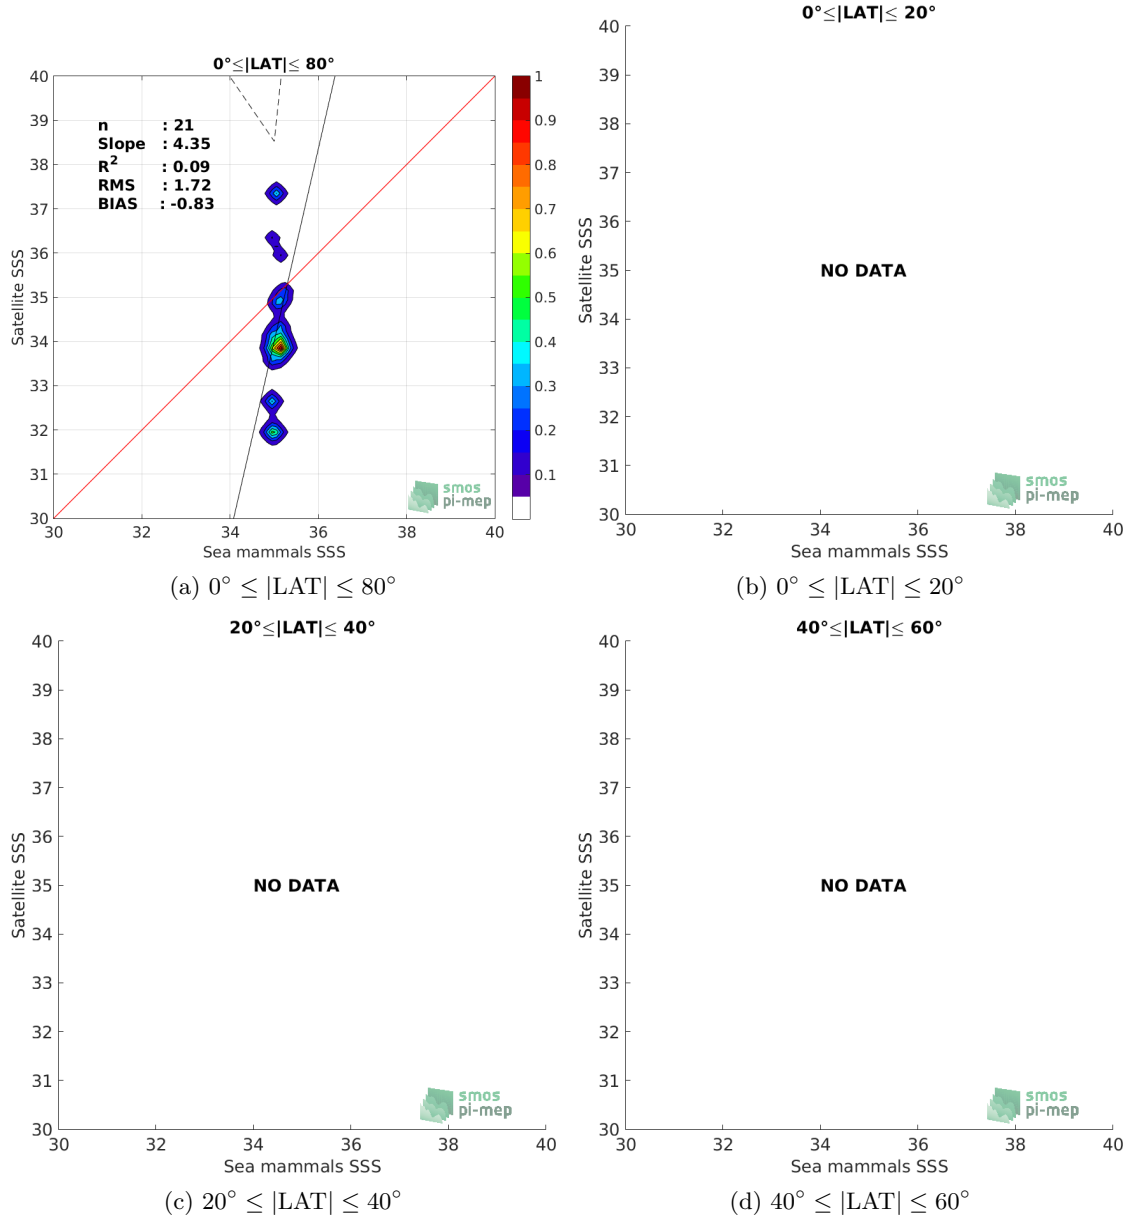 0°≤|LAT|≤ 80°
40
39
38
37
36
35
34
33
32
31
30
Satellite SSS
n : 21
Slope : 4.35
R² : 0.09
RMS : 1.72
BIAS : -0.83
1
0.9
0.8
0.7
0.6
0.5
0.4
0.3
0.2
0.1
smos
pi-mep
30 32 34 36 38 40
Sea mammals SSS
(a) 0° ≤ |LAT| ≤ 80°
0°≤|LAT|≤ 20°
40
39
38
37
36
35
34
33
32
31
30
Satellite SSS
NO DATA
smos
pi-mep
30 32 34 36 38 40
Sea mammals SSS
(b) 0° ≤ |LAT| ≤ 20°
20°≤|LAT|≤ 40°
40
39
38
37
36
35
34
33
32
31
30
Satellite SSS
NO DATA
smos
pi-mep
30 32 34 36 38 40
Sea mammals SSS
(c) 20° ≤ |LAT| ≤ 40°
40°≤|LAT|≤ 60°
40
39
38
37
36
35
34
33
32
31
30
Satellite SSS
NO DATA
smos
pi-mep
30 32 34 36 38 40
Sea mammals SSS
(d) 40° ≤ |LAT| ≤ 60°